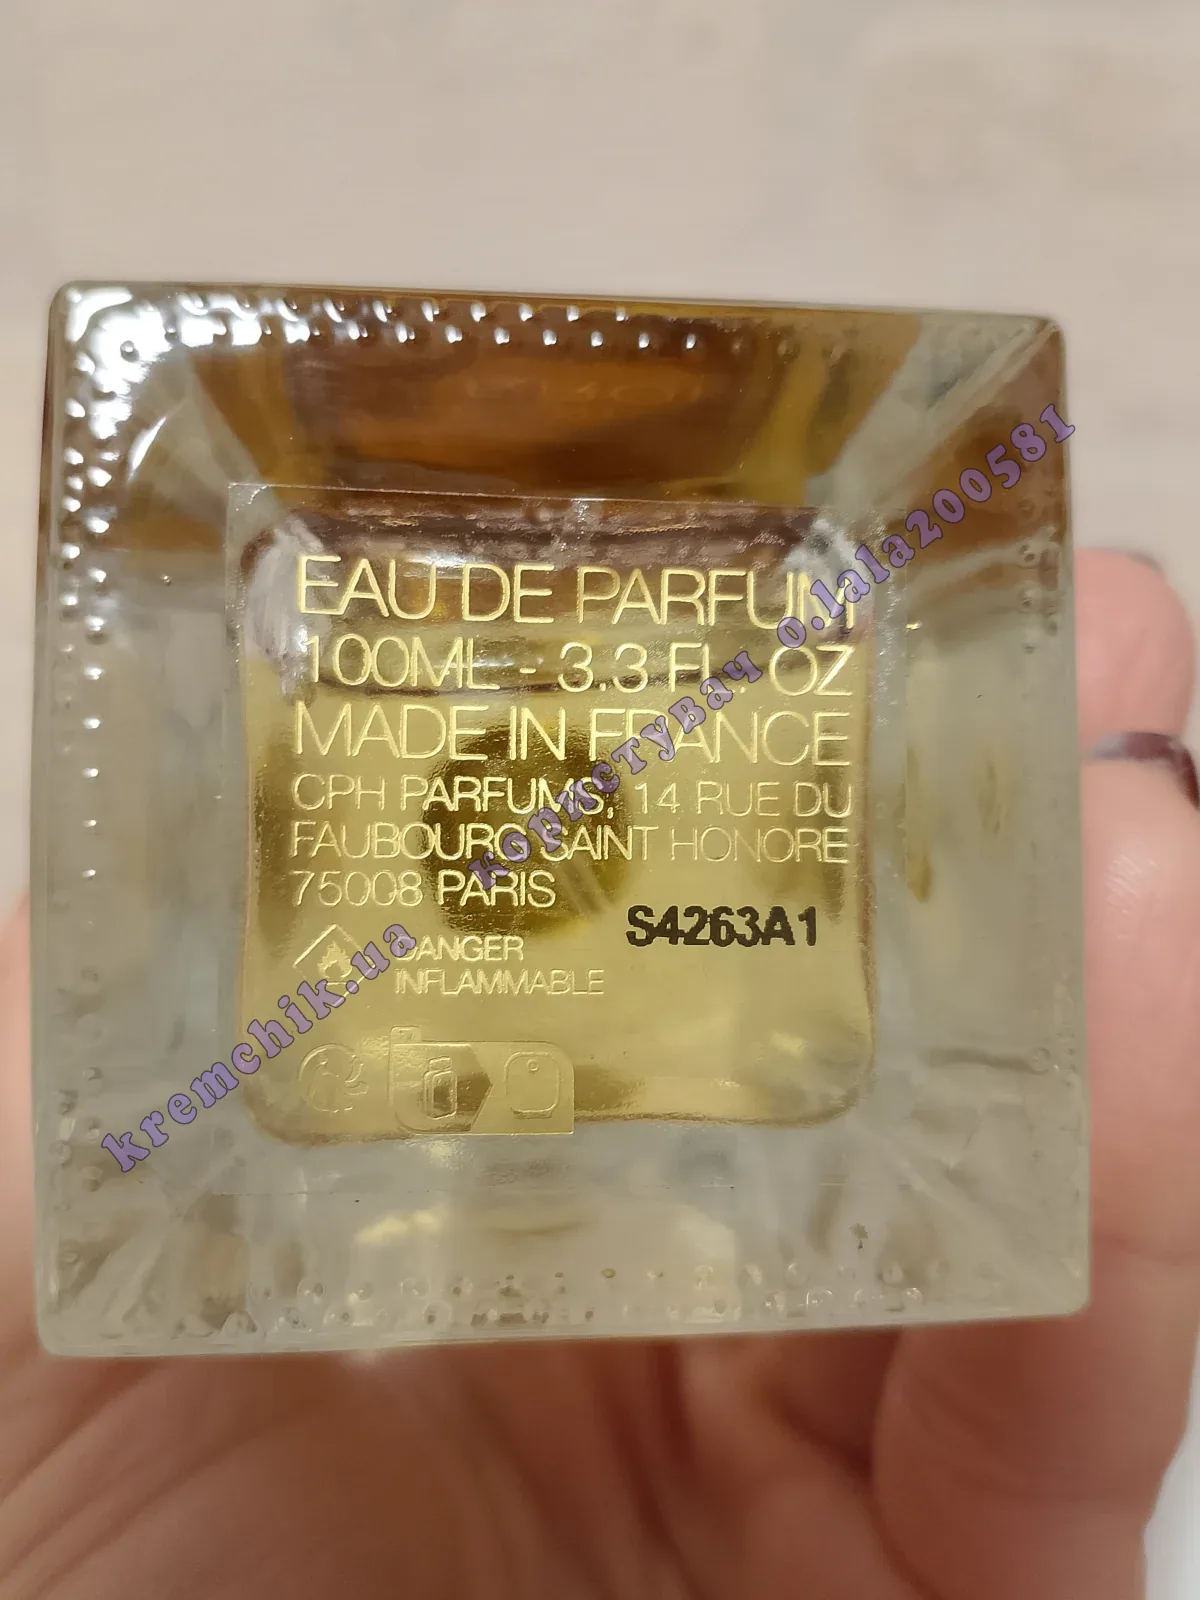 EAU DE PARFUM
100ML - 3.3 FL. OZ
MADE IN FRANCE
CPH PARFUMS, 14 RUE DU
FAUBOURG SAINT HONORE
75008 PARIS
S4263A1
DANGER
INFLAMMABLE
kremchik.ua користувач o.lala200581